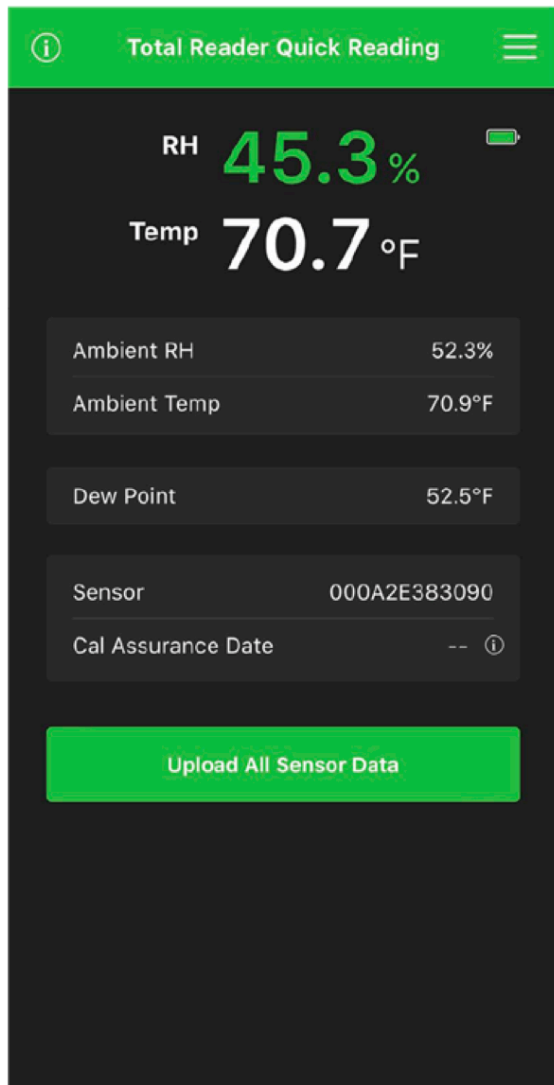 Total Reader Quick Reading
RH 45.3 %
Temp 70.7 °F
Ambient RH 52.3%
Ambient Temp 70.9°F
Dew Point 52.5°F
Sensor 000A2E383090
Cal Assurance Date --
Upload All Sensor Data